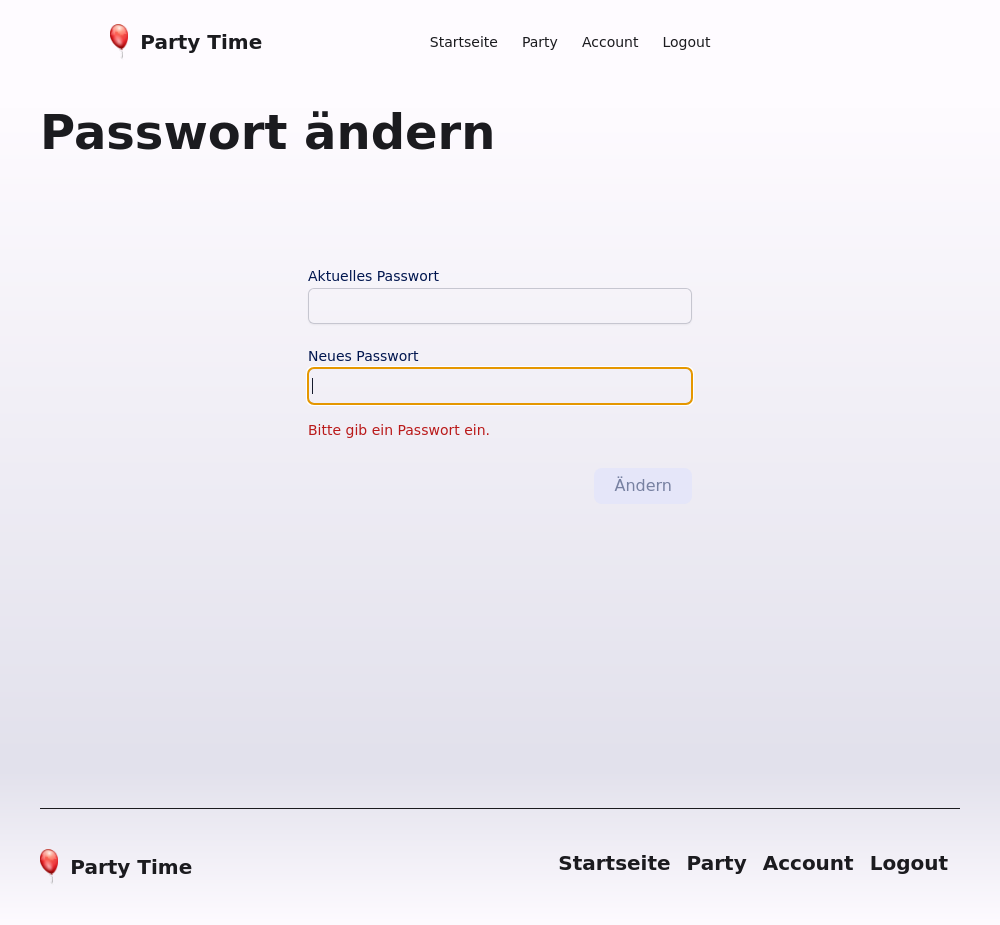 Party Time
Startseite Party Account Logout
Passwort ändern
Aktuelles Passwort
Neues Passwort
Bitte gib ein Passwort ein.
Ändern
Party Time
Startseite Party Account Logout